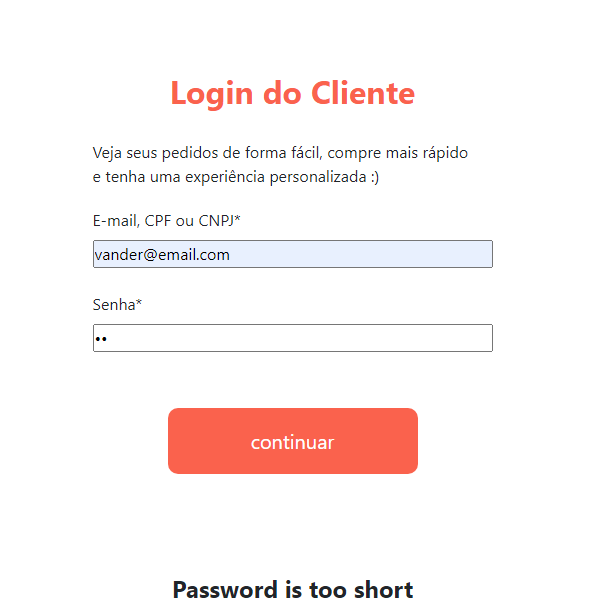 Login do Cliente
Veja seus pedidos de forma fácil, compre mais rápido
e tenha uma experiência personalizada :)
E-mail, CPF ou CNPJ*
vander@email.com
Senha*
••
continuar
Password is too short